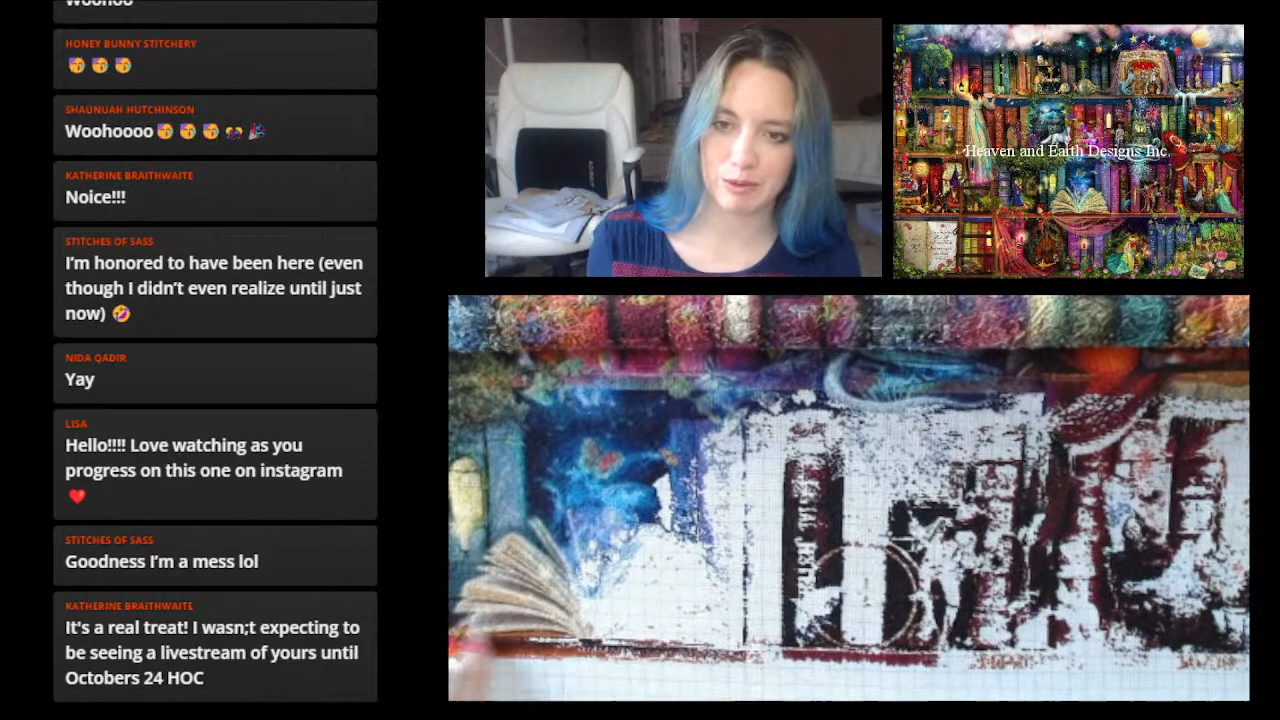 Woohoo
HONEY BUNNY STITCHERY
🥳 🥳 🥳
SHAUNUAH HUTCHINSON
Woohoooo🥳 🥳 🥳 🎊 🎉
KATHERINE BRAITHWAITE
Noice!!!
STITCHES OF SASS
I’m honored to have been here (even
though I didn’t even realize until just
now) 🤣
NIDA QADIR
Yay
LISA
Hello!!!! Love watching as you
progress on this one on instagram
❤️
STITCHES OF SASS
Goodness I’m a mess lol
KATHERINE BRAITHWAITE
It's a real treat! I wasn;t expecting to
be seeing a livestream of yours until
Octobers 24 HOC
Heaven and Earth Designs Inc.